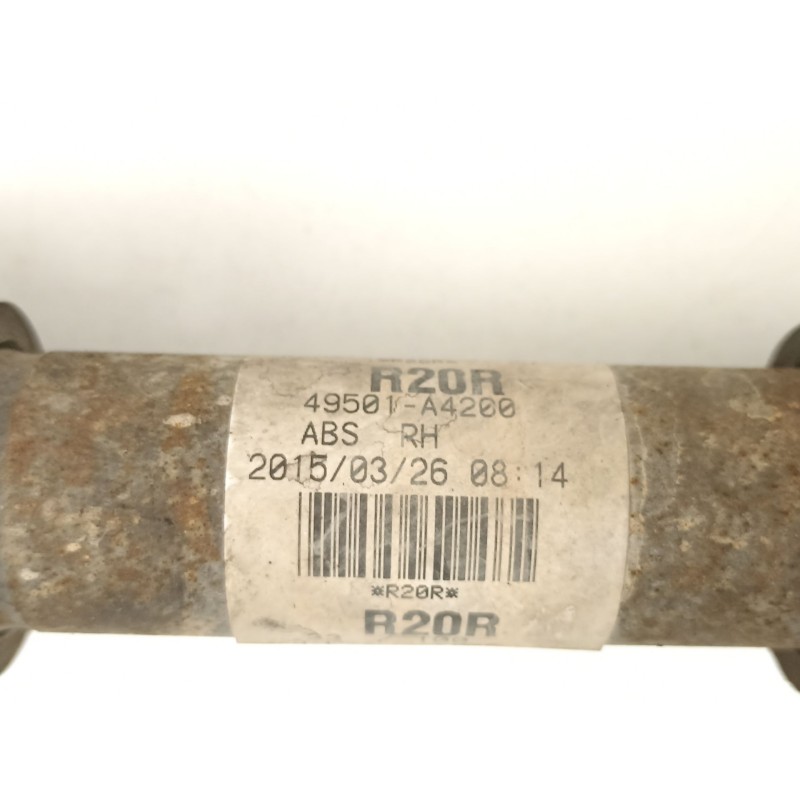 R20R
49501-A4200
ABS RH
2015/03/26 08:14
*R20R*
R20R